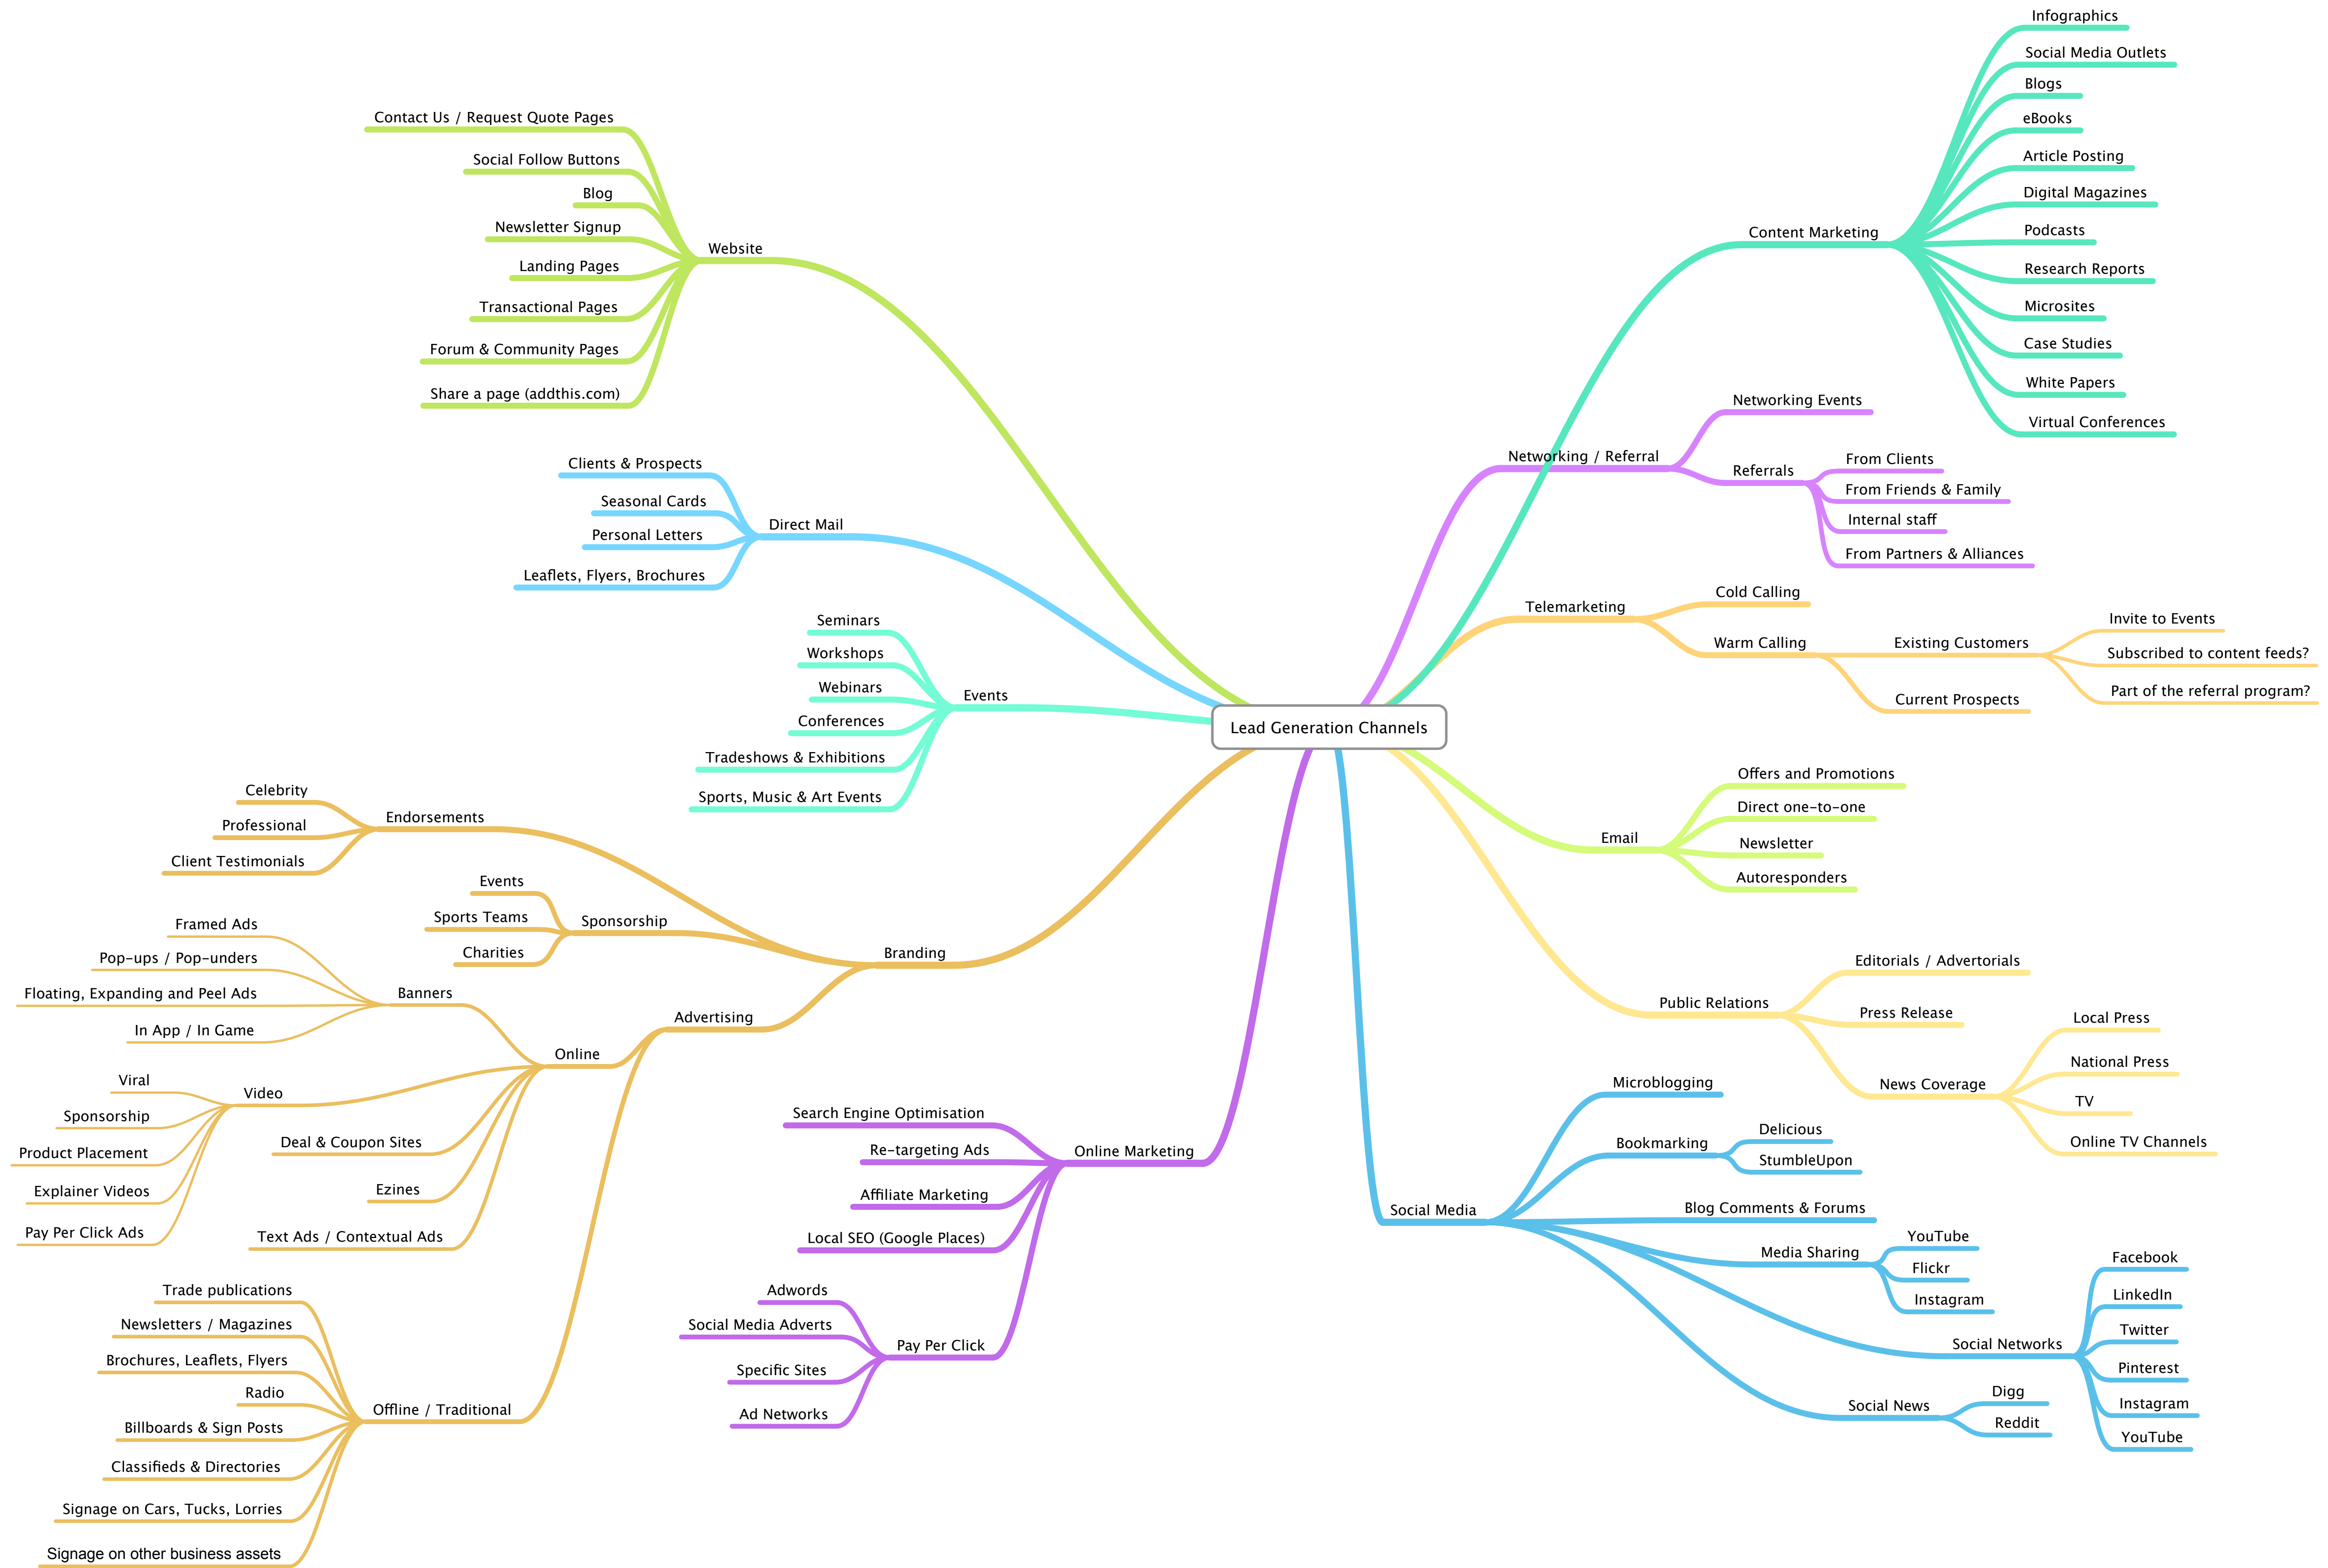 Lead Generation Channels
Website
Contact Us / Request Quote Pages
Social Follow Buttons
Blog
Newsletter Signup
Landing Pages
Transactional Pages
Forum & Community Pages
Share a page (addthis.com)
Direct Mail
Clients & Prospects
Seasonal Cards
Personal Letters
Leaflets, Flyers, Brochures
Events
Seminars
Workshops
Webinars
Conferences
Tradeshows & Exhibitions
Sports, Music & Art Events
Branding
Endorsements
Celebrity
Professional
Client Testimonials
Sponsorship
Events
Sports Teams
Charities
Advertising
Online
Banners
Framed Ads
Pop-ups / Pop-unders
Floating, Expanding and Peel Ads
In App / In Game
Video
Viral
Sponsorship
Product Placement
Explainer Videos
Pay Per Click Ads
Deal & Coupon Sites
Ezines
Text Ads / Contextual Ads
Offline / Traditional
Trade publications
Newsletters / Magazines
Brochures, Leaflets, Flyers
Radio
Billboards & Sign Posts
Classifieds & Directories
Signage on Cars, Tucks, Lorries
Signage on other business assets
Online Marketing
Search Engine Optimisation
Re-targeting Ads
Affiliate Marketing
Local SEO (Google Places)
Pay Per Click
Adwords
Social Media Adverts
Specific Sites
Ad Networks
Content Marketing
Infographics
Social Media Outlets
Blogs
eBooks
Article Posting
Digital Magazines
Podcasts
Research Reports
Microsites
Case Studies
White Papers
Virtual Conferences
Networking / Referral
Networking Events
Referrals
From Clients
From Friends & Family
Internal staff
From Partners & Alliances
Telemarketing
Cold Calling
Warm Calling
Existing Customers
Invite to Events
Subscribed to content feeds?
Part of the referral program?
Current Prospects
Email
Offers and Promotions
Direct one-to-one
Newsletter
Autoresponders
Public Relations
Editorials / Advertorials
Press Release
News Coverage
Local Press
National Press
TV
Online TV Channels
Social Media
Microblogging
Bookmarking
Delicious
StumbleUpon
Blog Comments & Forums
Media Sharing
YouTube
Flickr
Instagram
Social Networks
Facebook
LinkedIn
Twitter
Pinterest
Instagram
YouTube
Social News
Digg
Reddit